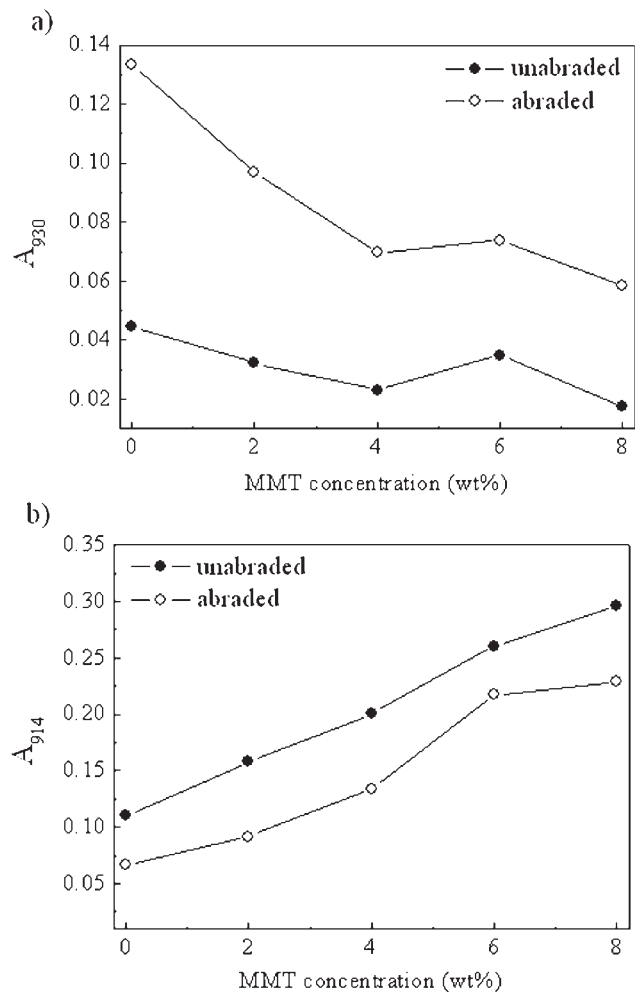 a)
0.14
0.12
0.10
0.08
0.06
0.04
0.02
A930
unabraded
abraded
0 2 4 6 8
MMT concentration (wt%)
b)
0.35
0.30
0.25
0.20
0.15
0.10
0.05
A914
unabraded
abraded
0 2 4 6 8
MMT concentration (wt%)